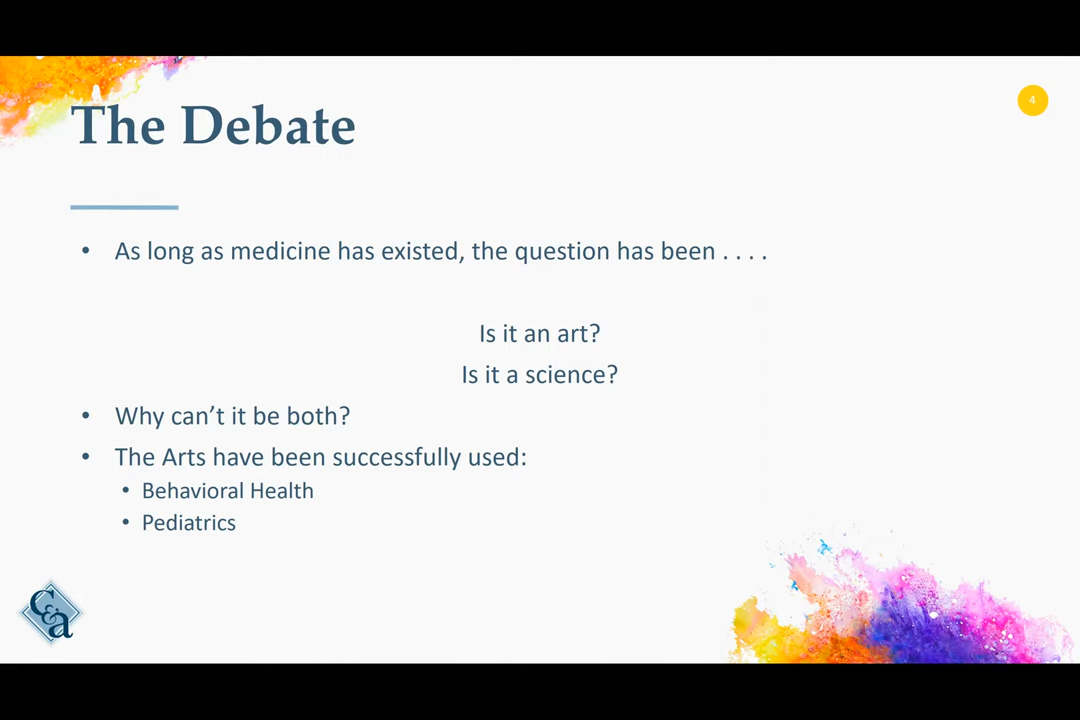 The Debate
4
• As long as medicine has existed, the question has been . . . .
Is it an art?
Is it a science?
• Why can’t it be both?
• The Arts have been successfully used:
• Behavioral Health
• Pediatrics
C&a